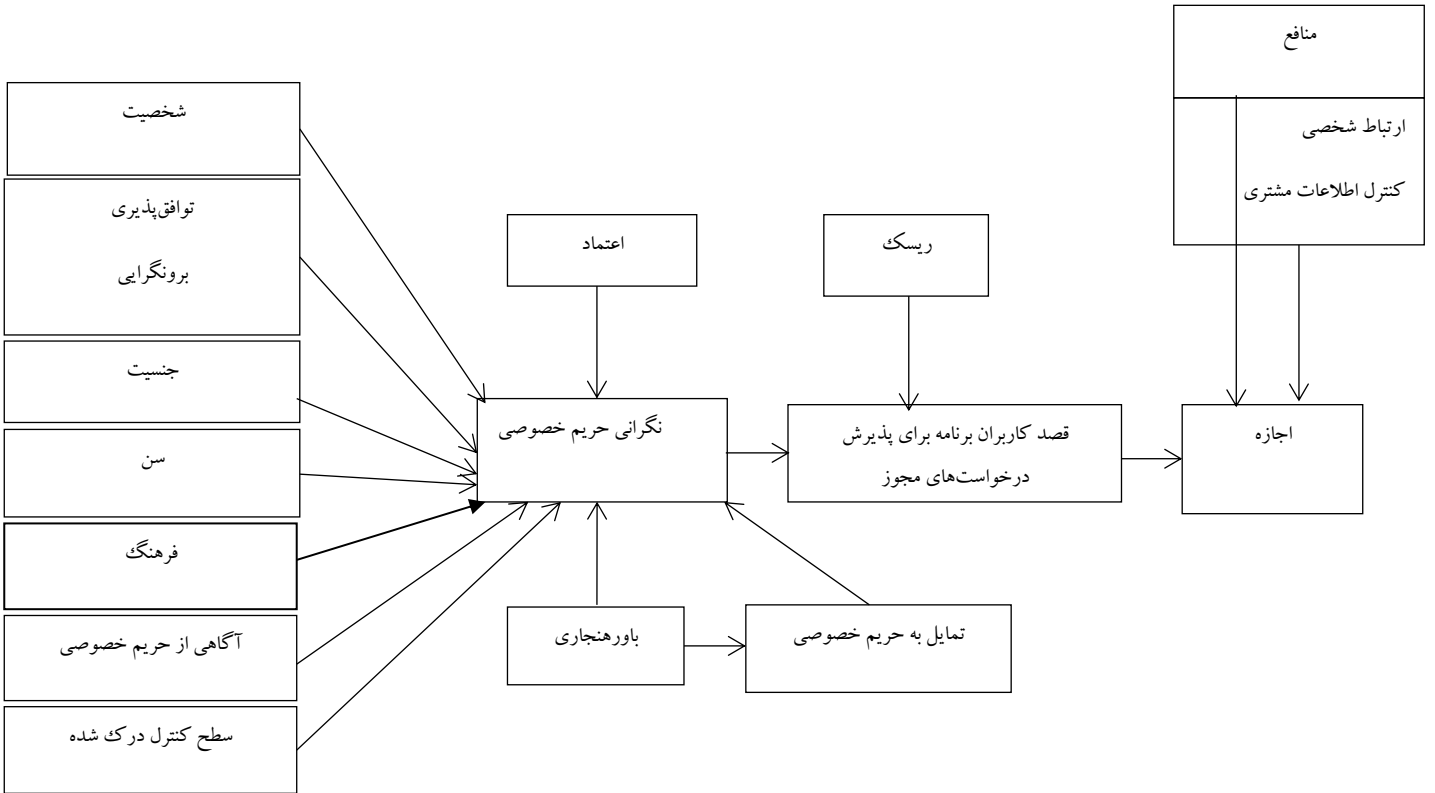 منافع
ارتباط شخصی
کنترل اطلاعات مشتری
شخصیت
توافق‌پذیری
برونگرایی
جنسیت
سن
فرهنگ
آگاهی از حریم خصوصی
سطح کنترل درک شده
اعتماد
ریسک
نگرانی حریم خصوصی
قصد کاربران برنامه برای پذیرش
درخواست‌های مجوز
اجازه
باورهنجاری
تمایل به حریم خصوصی